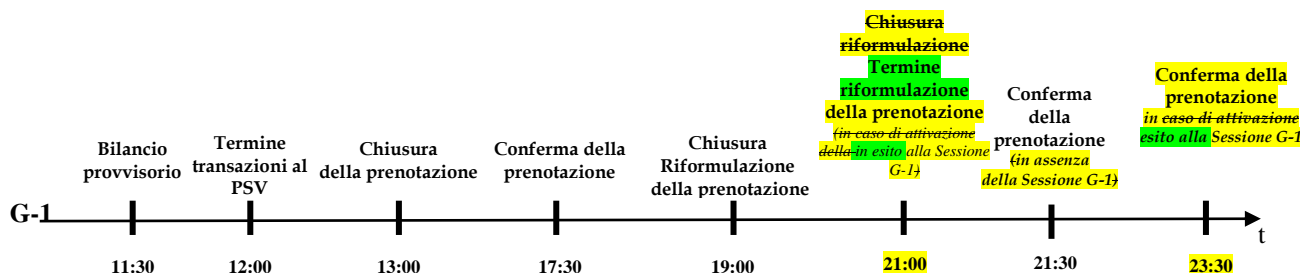 Bilancio
provvisorio
Termine
transazioni al
PSV
Chiusura
della prenotazione
Conferma della
prenotazione
Chiusura
Riformulazione
della prenotazione
Chiusura
riformulazione
Termine
riformulazione
della prenotazione
(in caso di attivazione
della in esito alla Sessione
G-1)
Conferma
della
prenotazione
(in assenza
della Sessione G-1)
Conferma della
prenotazione
in caso di attivazione
esito alla Sessione G-1
G-1
t
11:30
12:00
13:00
17:30
19:00
21:00
21:30
23:30